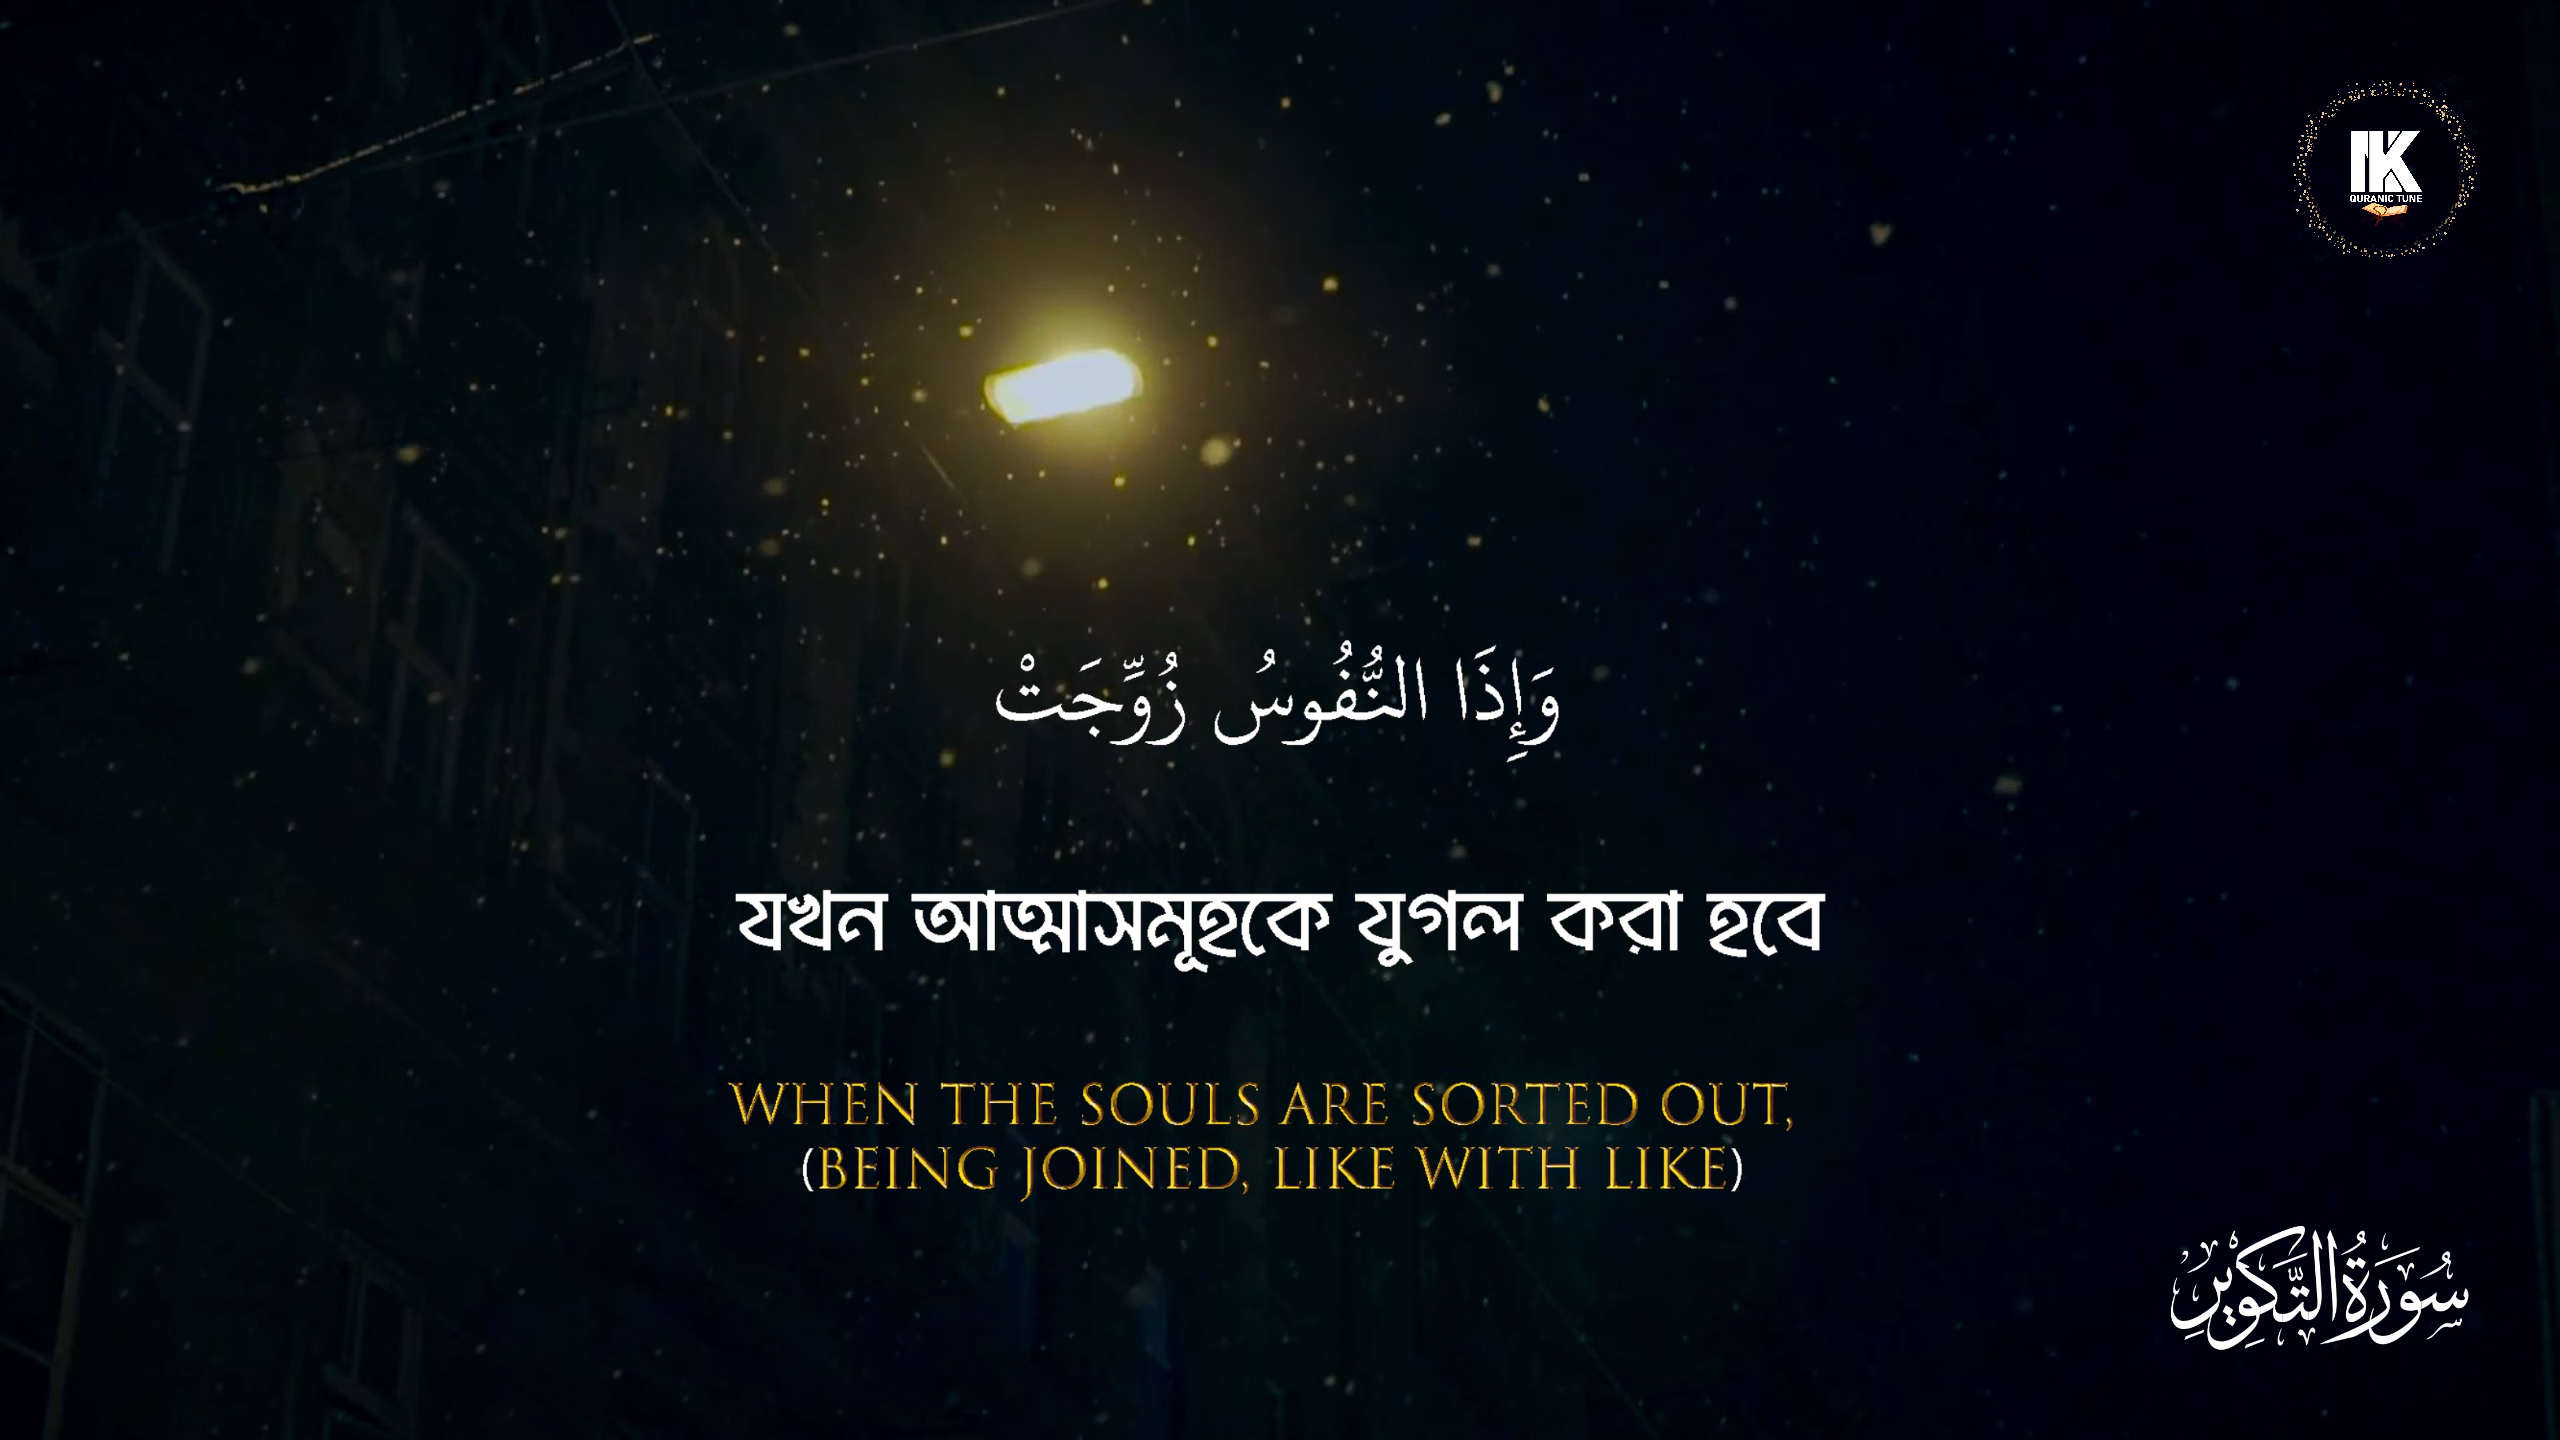 IK
QURANIC TUNE
وَإِذَا النُّفُوسُ زُوِّجَتْ
যখন আত্মাসমূহকে যুগল করা হবে
WHEN THE SOULS ARE SORTED OUT,
(BEING JOINED, LIKE WITH LIKE)
سُورَةُ التَّكْوِيرِ